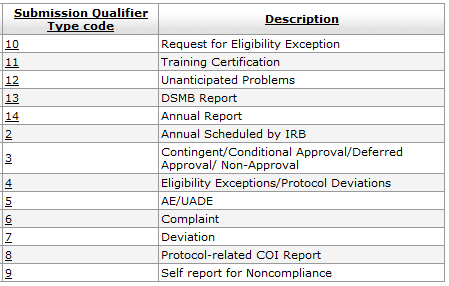 Submission Qualifier Description
Type code
10 Request for Eligibility Exception
11 Training Certification
12 Unanticipated Problems
13 DSMB Report
14 Annual Report
2 Annual Scheduled by IRB
3 Contingent/Conditional Approval/Deferred
Approval/ Non-Approval
4 Eligibility Exceptions/Protocol Deviations
5 AE/UADE
6 Complaint
7 Deviation
8 Protocol-related COI Report
9 Self report for Noncompliance